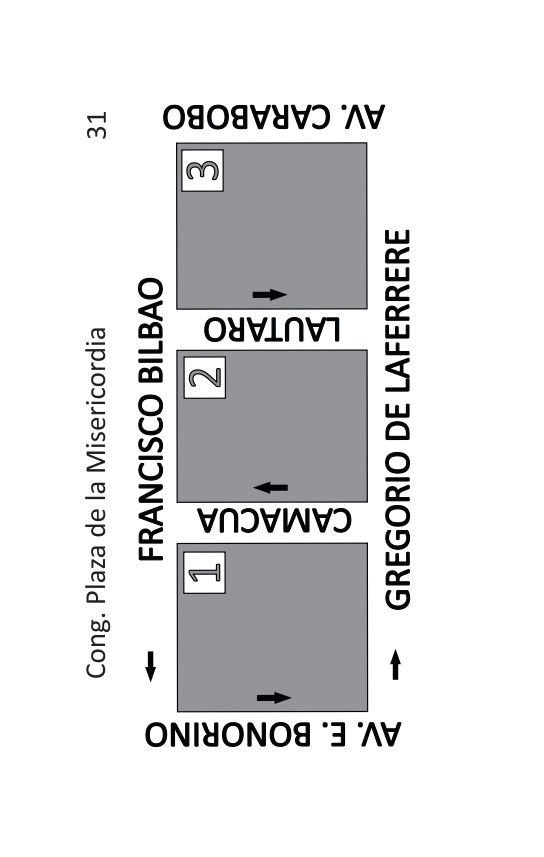 Cong. Plaza de la Misericordia 31
FRANCISCO BILBAO
AV. E. BONORINO
1
CAMACUA
2
LAUTARO
3
AV. CARABOBO
GREGORIO DE LAFERRERE